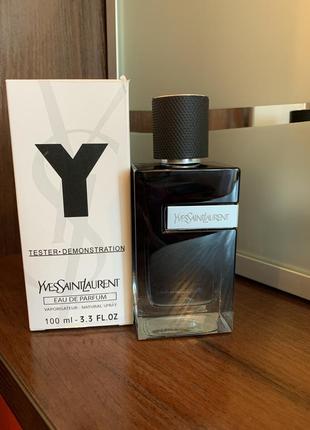 Y
TESTER•DEMONSTRATION
YVESSAINTLAURENT
EAU DE PARFUM
VAPORISATEUR - NATURAL SPRAY
100 ml - 3.3 FL.OZ
YVESSAINTLAURENT